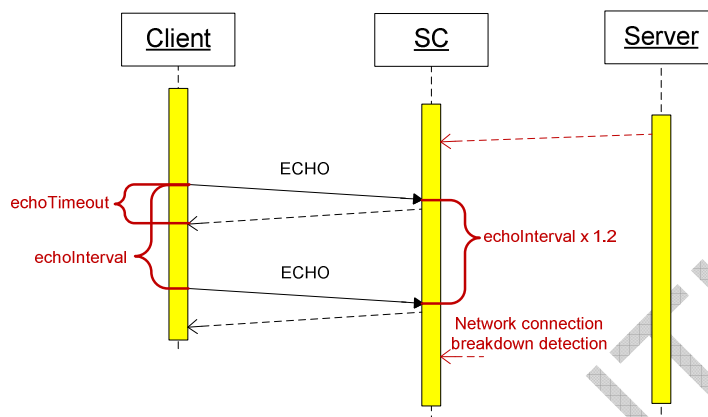 Client
SC
Server
ECHO
echoTimeout
echoInterval
echoInterval x 1.2
ECHO
Network connection
breakdown detection